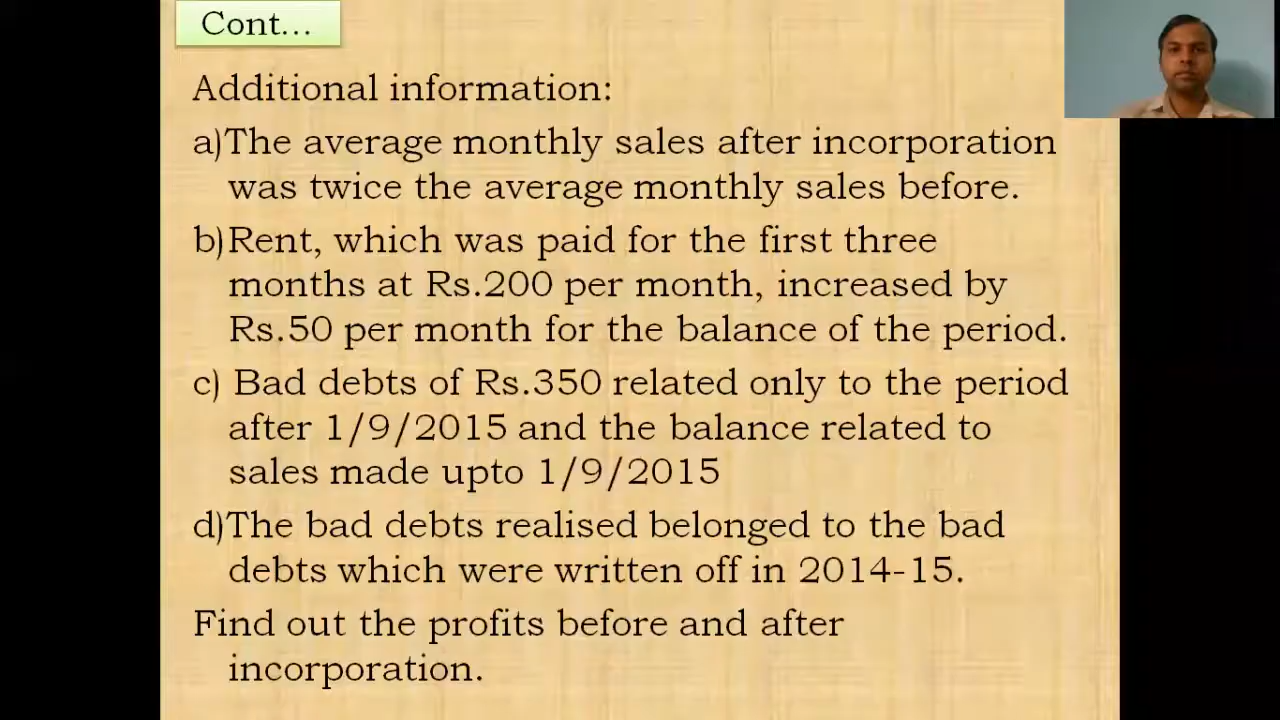 Cont...
Additional information:
a)The average monthly sales after incorporation
was twice the average monthly sales before.
b)Rent, which was paid for the first three
months at Rs.200 per month, increased by
Rs.50 per month for the balance of the period.
c) Bad debts of Rs.350 related only to the period
after 1/9/2015 and the balance related to
sales made upto 1/9/2015
d)The bad debts realised belonged to the bad
debts which were written off in 2014-15.
Find out the profits before and after
incorporation.